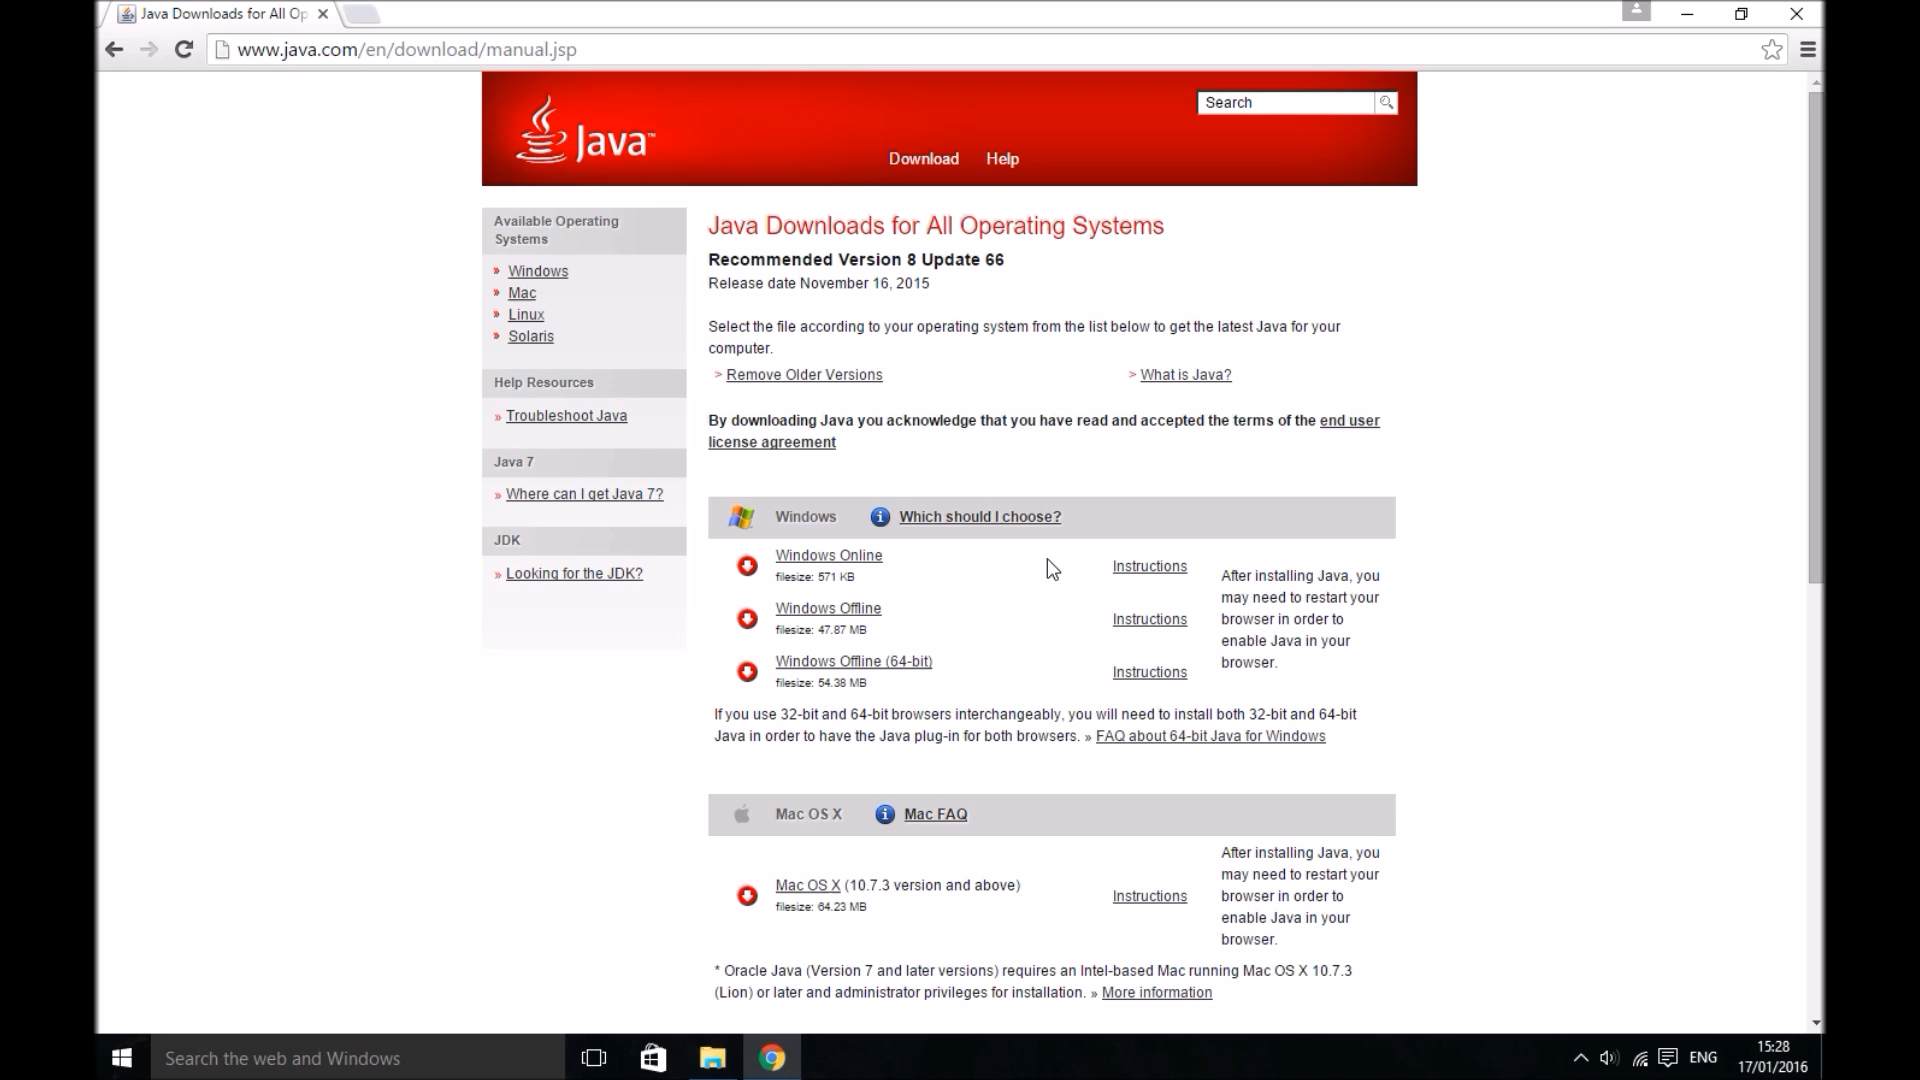 Java Downloads for All Op
www.java.com/en/download/manual.jsp
Java™
Search
Download Help
Available Operating
Systems
» Windows
» Mac
» Linux
» Solaris
Help Resources
» Troubleshoot Java
Java 7
» Where can I get Java 7?
JDK
» Looking for the JDK?
Java Downloads for All Operating Systems
Recommended Version 8 Update 66
Release date November 16, 2015
Select the file according to your operating system from the list below to get the latest Java for your
computer.
> Remove Older Versions > What is Java?
By downloading Java you acknowledge that you have read and accepted the terms of the end user
license agreement
Windows Which should I choose?
Windows Online
filesize: 571 KB
Instructions
Windows Offline
filesize: 47.87 MB
Instructions
Windows Offline (64-bit)
filesize: 54.38 MB
Instructions
After installing Java, you
may need to restart your
browser in order to
enable Java in your
browser.
If you use 32-bit and 64-bit browsers interchangeably, you will need to install both 32-bit and 64-bit
Java in order to have the Java plug-in for both browsers. » FAQ about 64-bit Java for Windows
Mac OS X Mac FAQ
Mac OS X (10.7.3 version and above)
filesize: 64.23 MB
Instructions
After installing Java, you
may need to restart your
browser in order to
enable Java in your
browser.
* Oracle Java (Version 7 and later versions) requires an Intel-based Mac running Mac OS X 10.7.3
(Lion) or later and administrator privileges for installation. » More information
Search the web and Windows
ENG
15:28
17/01/2016